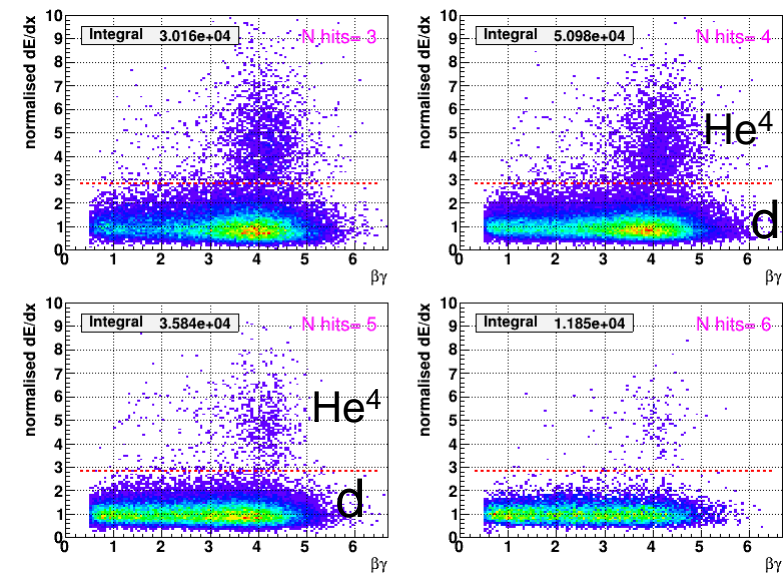 Integral 3.016e+04
N hits= 3
normalised dE/dx
10
9
8
7
6
5
4
3
2
1
0
0 1 2 3 4 5 6
βγ
Integral 5.098e+04
N hits= 4
He4
d
normalised dE/dx
10
9
8
7
6
5
4
3
2
1
0
0 1 2 3 4 5 6
βγ
Integral 3.584e+04
N hits= 5
He4
d
normalised dE/dx
10
9
8
7
6
5
4
3
2
1
0
0 1 2 3 4 5 6
βγ
Integral 1.185e+04
N hits= 6
normalised dE/dx
10
9
8
7
6
5
4
3
2
1
0
0 1 2 3 4 5 6
βγ